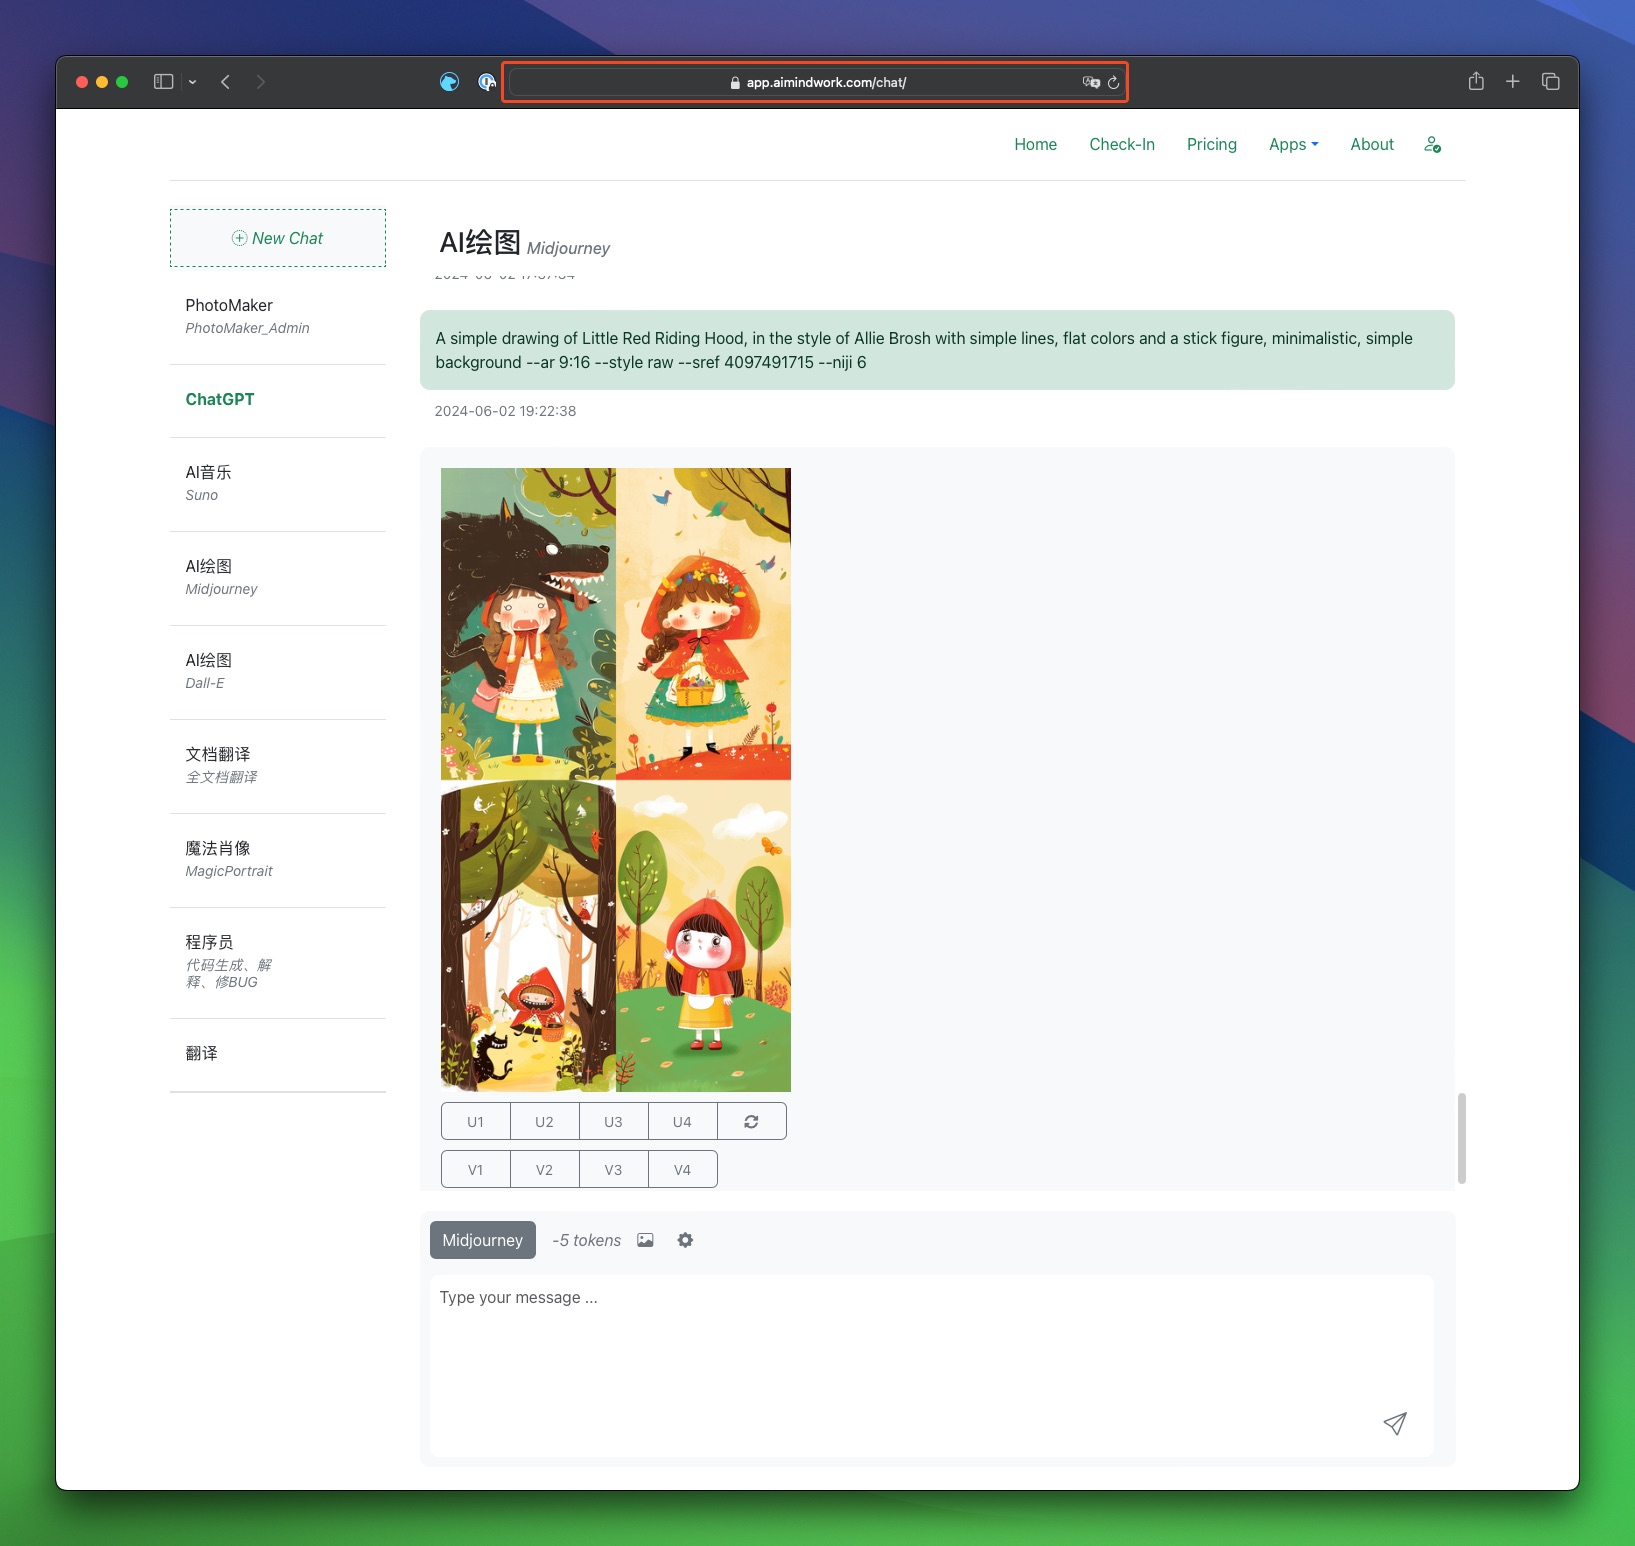 app.aimindwork.com/chat/
Home Check-In Pricing Apps About
New Chat
PhotoMaker
PhotoMaker_Admin
ChatGPT
AI音乐
Suno
AI绘图
Midjourney
AI绘图
Dall-E
文档翻译
全文档翻译
魔法肖像
MagicPortrait
程序员
代码生成、解
释、修BUG
翻译
AI绘图 Midjourney
2024-06-02 17:37:34
A simple drawing of Little Red Riding Hood, in the style of Allie Brosh with simple lines, flat colors and a stick figure, minimalistic, simple
background --ar 9:16 --style raw --sref 4097491715 --niji 6
2024-06-02 19:22:38
U1 U2 U3 U4
V1 V2 V3 V4
Midjourney -5 tokens
Type your message ...